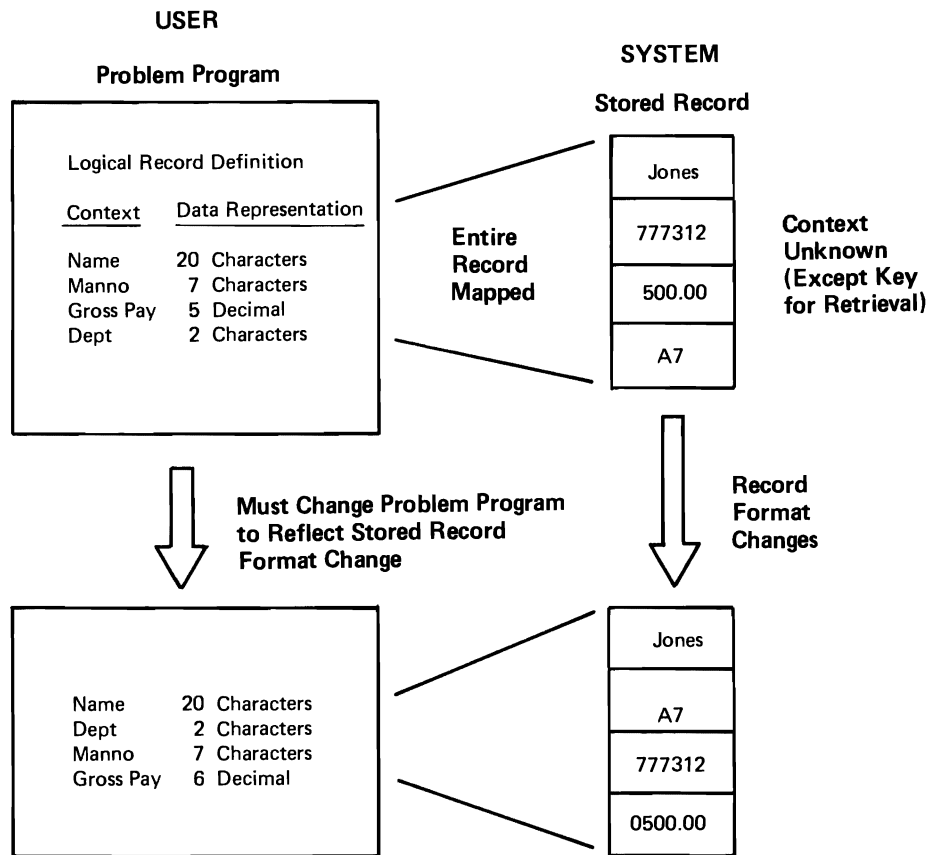 USER
Problem Program
Logical Record Definition
Context Data Representation
Name 20 Characters
Manno 7 Characters
Gross Pay 5 Decimal
Dept 2 Characters
Entire
Record
Mapped
SYSTEM
Stored Record
Jones
777312
500.00
A7
Context
Unknown
(Except Key
for Retrieval)
Must Change Problem Program
to Reflect Stored Record
Format Change
Record
Format
Changes
Name 20 Characters
Dept 2 Characters
Manno 7 Characters
Gross Pay 6 Decimal
Jones
A7
777312
0500.00